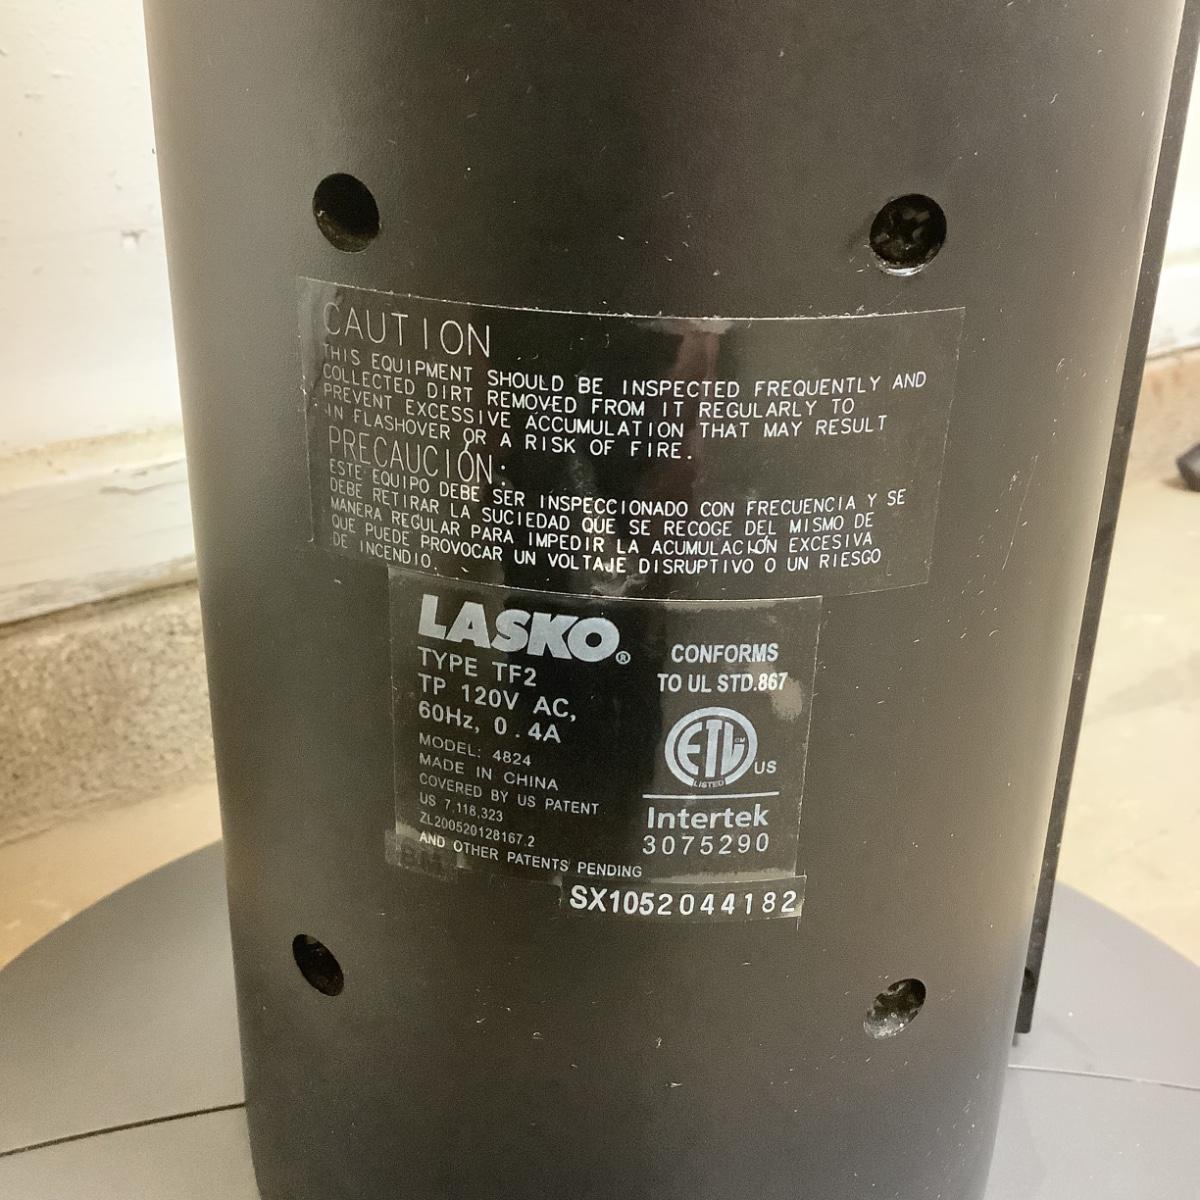 CAUTION
THIS EQUIPMENT SHOULD BE INSPECTED FREQUENTLY AND
COLLECTED DIRT REMOVED FROM IT REGULARLY TO
PREVENT EXCESSIVE ACCUMULATION THAT MAY RESULT
IN FLASHOVER OR A RISK OF FIRE.
PRECAUCIÓN:
ESTE EQUIPO DEBE SER INSPECCIONADO CON FRECUENCIA Y SE
DEBE RETIRAR LA SUCIEDAD QUE SE RECOGE DEL MISMO DE
MANERA REGULAR PARA IMPEDIR LA ACUMULACIÓN EXCESIVA
QUE PUEDE PROVOCAR UN VOLTAJE DISRUPTIVO O UN RIESGO
DE INCENDIO.
LASKO®
TYPE TF2
TP 120V AC,
60Hz, 0.4A
MODEL: 4824
MADE IN CHINA
COVERED BY US PATENT
US 7,118,323
ZL200520128167.2
AND OTHER PATENTS PENDING
CONFORMS
TO UL STD.867
ETL CM
LISTED
US
Intertek
3075290
SX1052044182